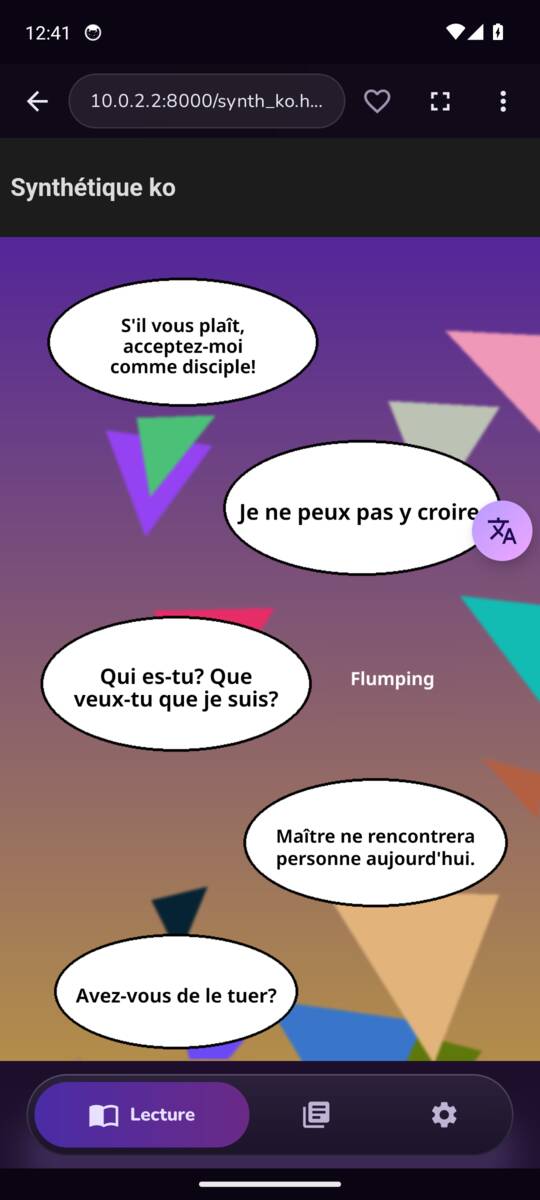 12:41
10.0.2.2:8000/synth_ko.h...
Synthétique ko
S'il vous plaît,
acceptez-moi
comme disciple!
Je ne peux pas y croire
Qui es-tu? Que
veux-tu que je suis?
Flumping
Maître ne rencontrera
personne aujourd'hui.
Avez-vous de le tuer?
Lecture